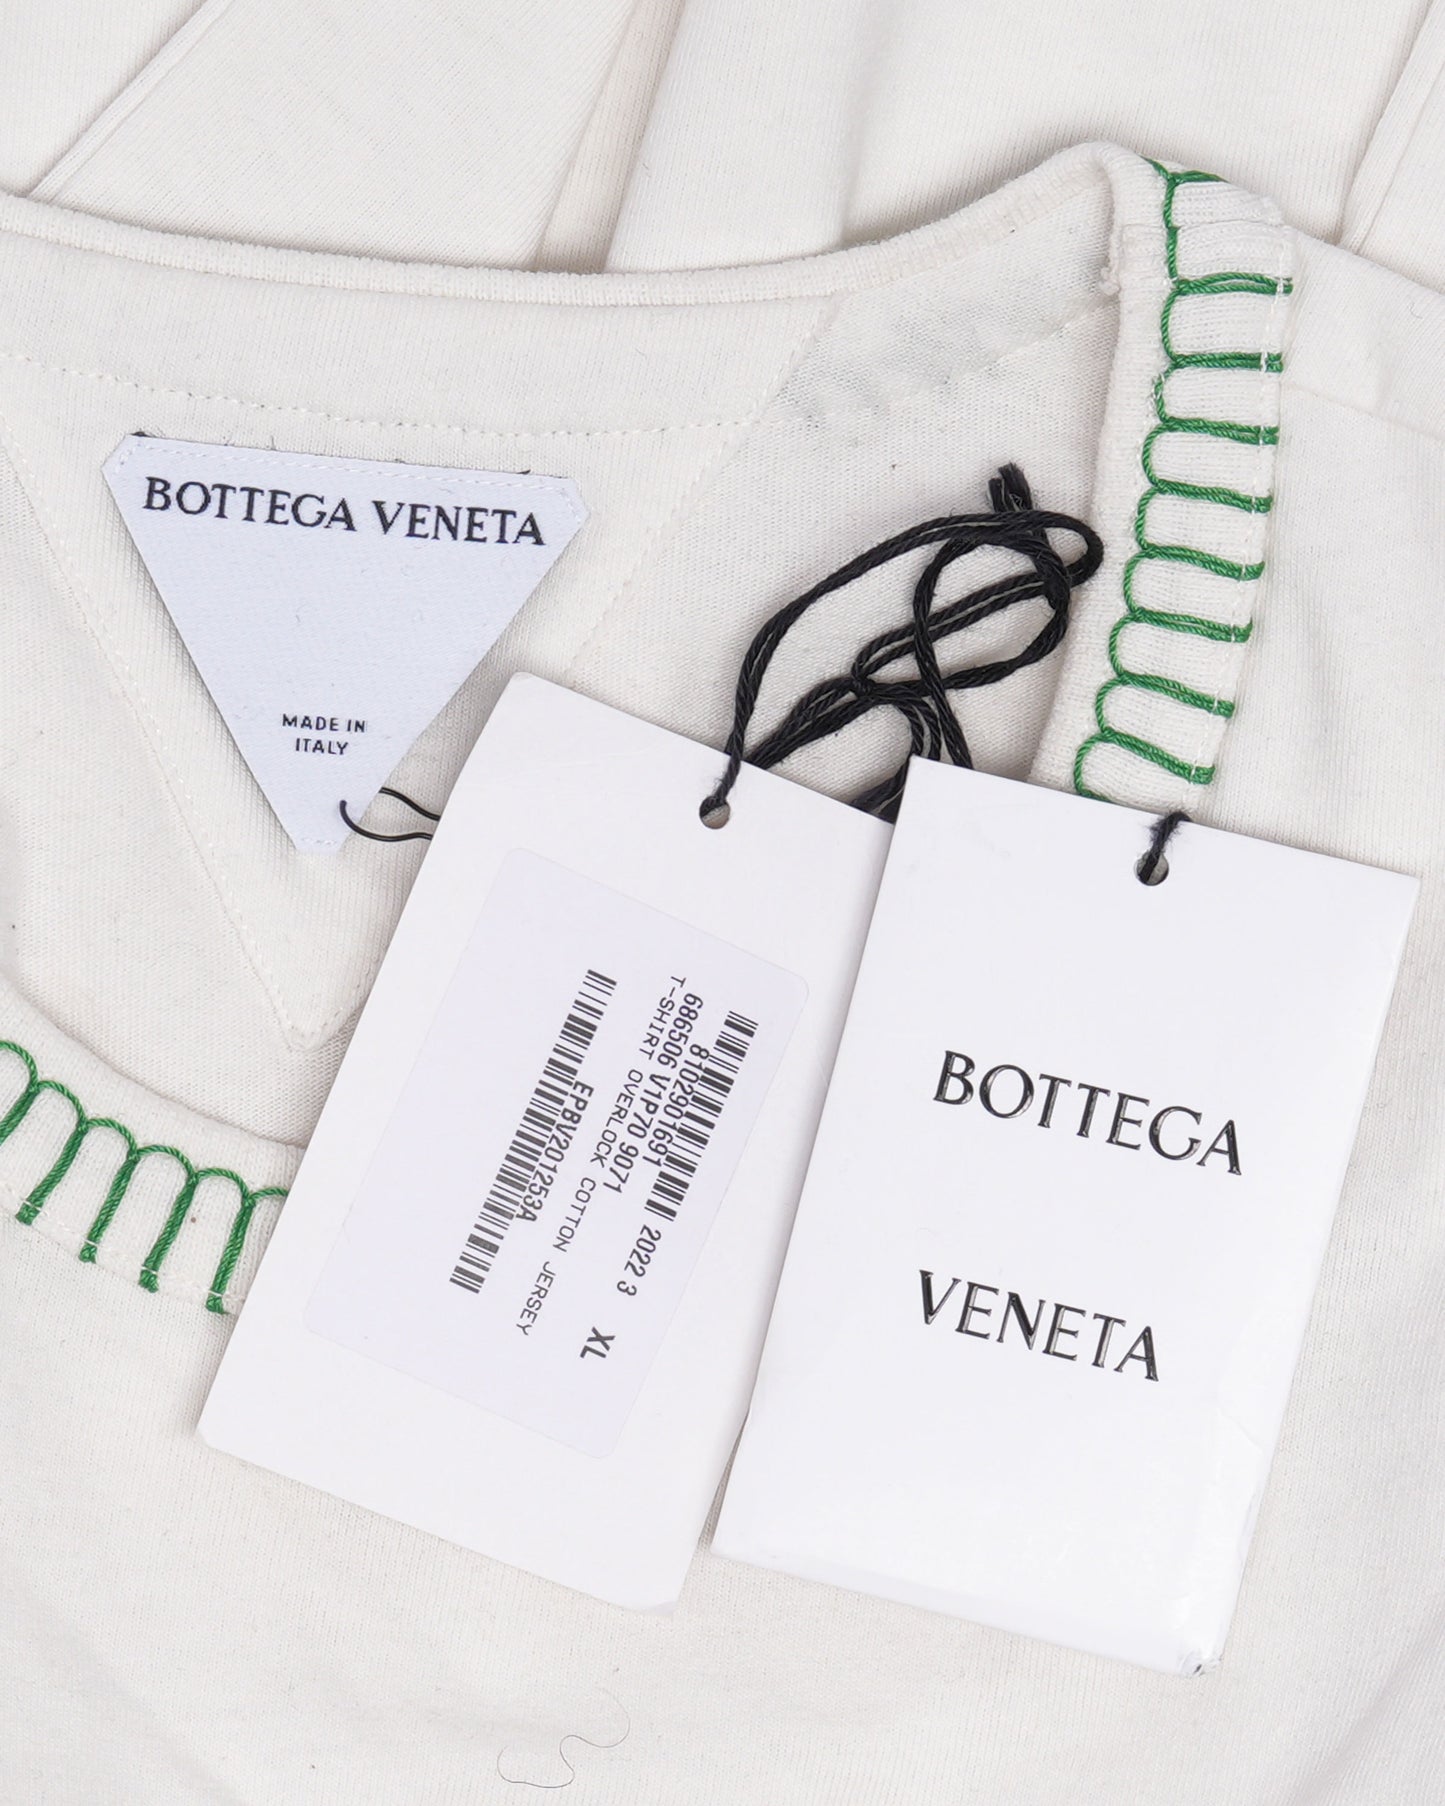 BOTTEGA VENETA
MADE IN
ITALY
T-SHIRT OVERLOCK COTTON JERSEY
686506 V1P70 9071
8102901691 2022 3
XL
EPBV201253A
BOTTEGA
VENETA